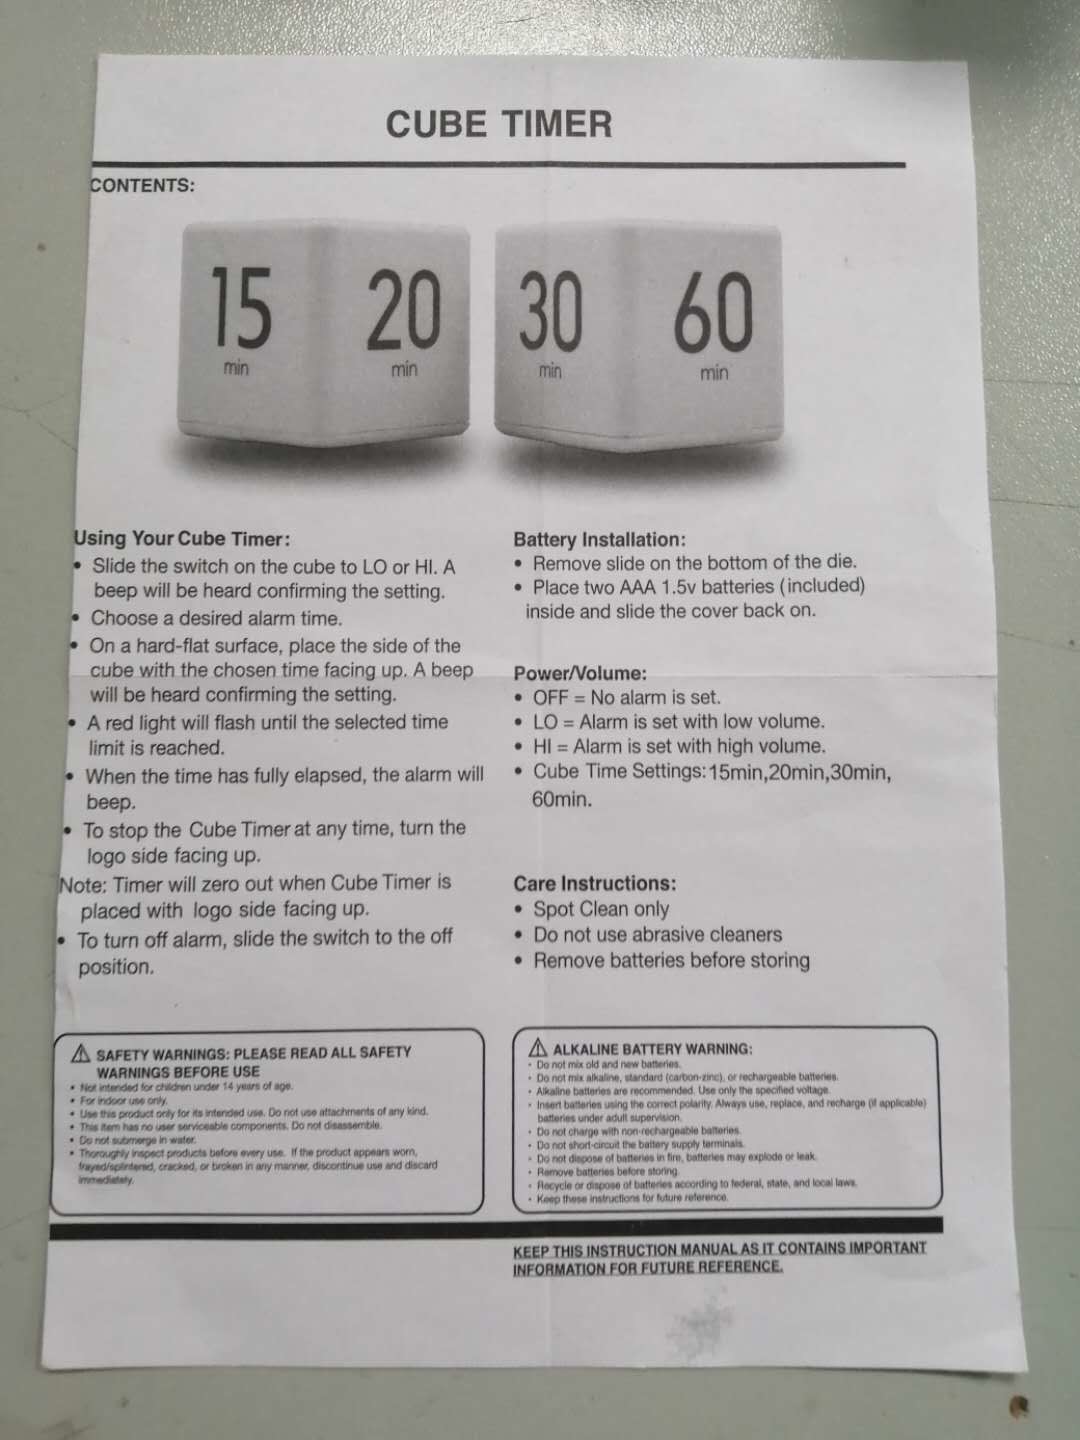 CUBE TIMER
CONTENTS:
15
min
20
min
30
min
60
min
Using Your Cube Timer:
• Slide the switch on the cube to LO or HI. A
beep will be heard confirming the setting.
• Choose a desired alarm time.
• On a hard-flat surface, place the side of the
cube with the chosen time facing up. A beep
will be heard confirming the setting.
• A red light will flash until the selected time
limit is reached.
• When the time has fully elapsed, the alarm will
beep.
• To stop the Cube Timer at any time, turn the
logo side facing up.
Note: Timer will zero out when Cube Timer is
placed with logo side facing up.
• To turn off alarm, slide the switch to the off
position.
Battery Installation:
• Remove slide on the bottom of the die.
• Place two AAA 1.5v batteries (included)
inside and slide the cover back on.
Power/Volume:
• OFF = No alarm is set.
• LO = Alarm is set with low volume.
• HI = Alarm is set with high volume.
• Cube Time Settings:15min,20min,30min,
60min.
Care Instructions:
• Spot Clean only
• Do not use abrasive cleaners
• Remove batteries before storing
SAFETY WARNINGS: PLEASE READ ALL SAFETY
WARNINGS BEFORE USE
• Not intended for children under 14 years of age.
• For indoor use only.
• Use this product only for its intended use. Do not use attachments of any kind.
• This item has no user serviceable components. Do not disassemble.
• Do not submerge in water.
• Thoroughly inspect products before every use. If the product appears worn,
frayed/splintered, cracked, or broken in any manner, discontinue use and discard
immediately.
ALKALINE BATTERY WARNING:
• Do not mix old and new batteries.
• Do not mix alkaline, standard (carbon-zinc), or rechargeable batteries.
• Alkaline batteries are recommended. Use only the specified voltage.
• Insert batteries using the correct polarity. Always use, replace, and recharge (if applicable)
batteries under adult supervision.
• Do not charge with non-rechargeable batteries.
• Do not short-circuit the battery supply terminals.
• Do not dispose of batteries in fire, batteries may explode or leak.
• Remove batteries before storing.
• Recycle or dispose of batteries according to federal, state, and local laws.
• Keep these instructions for future reference.
KEEP THIS INSTRUCTION MANUAL AS IT CONTAINS IMPORTANT
INFORMATION FOR FUTURE REFERENCE.